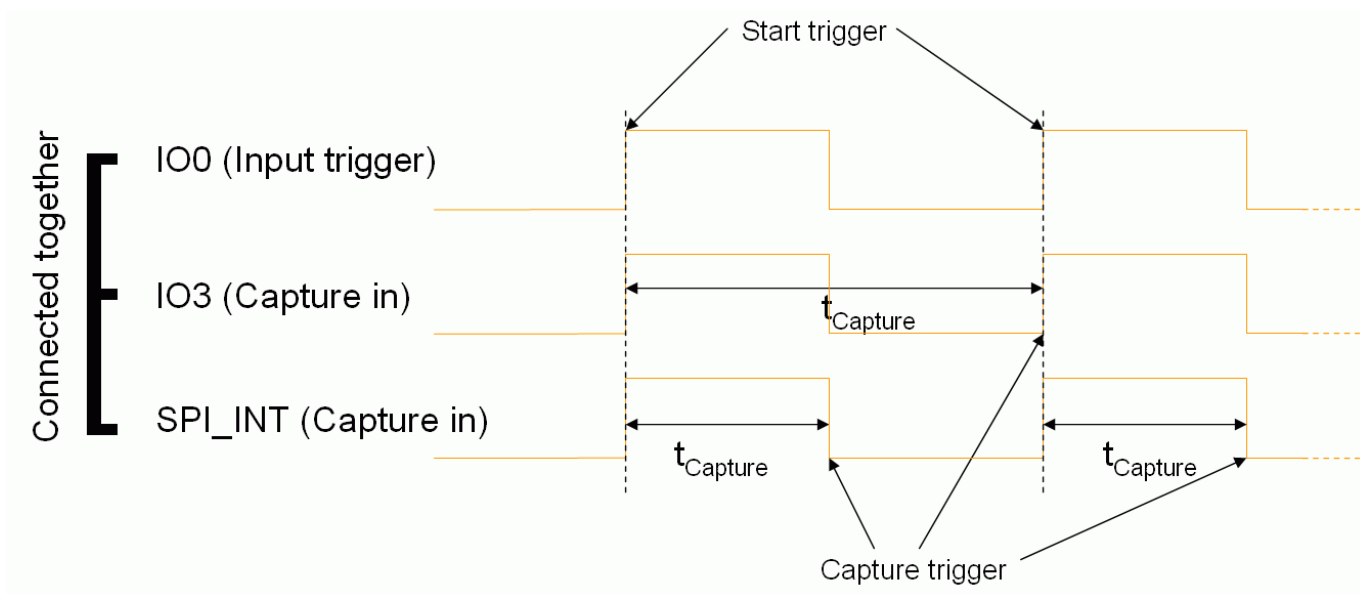 Start trigger
Connected together
IO0 (Input trigger)
IO3 (Capture in)
tCapture
SPI_INT (Capture in)
tCapture
tCapture
Capture trigger